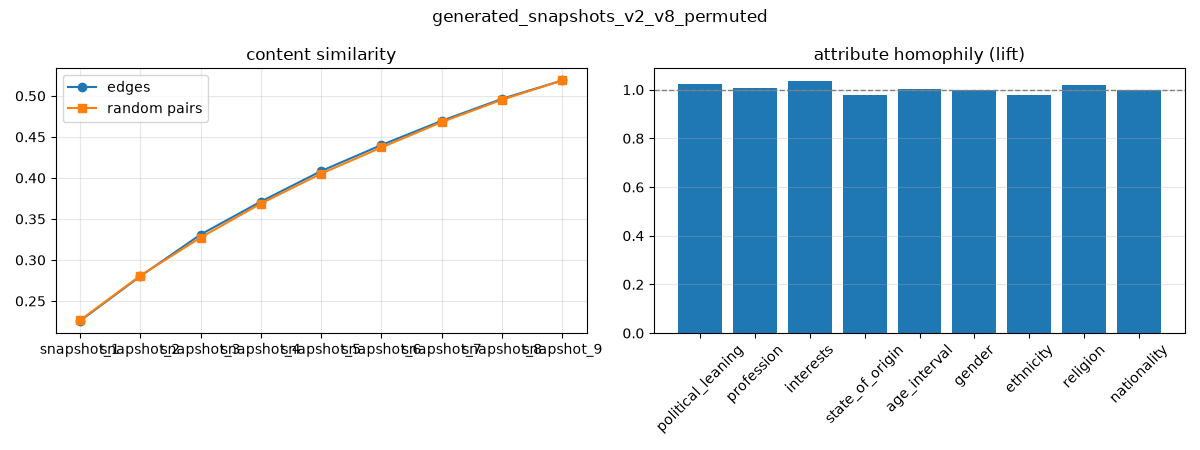 generated_snapshots_v2_v8_permuted
content similarity
edges
random pairs
0.50
0.45
0.40
0.35
0.30
0.25
snapshot_1 snapshot_2 snapshot_3 snapshot_4 snapshot_5 snapshot_6 snapshot_7 snapshot_8 snapshot_9
attribute homophily (lift)
1.0
0.8
0.6
0.4
0.2
0.0
political_leaning
profession
interests
state_of_origin
age_interval
gender
ethnicity
religion
nationality